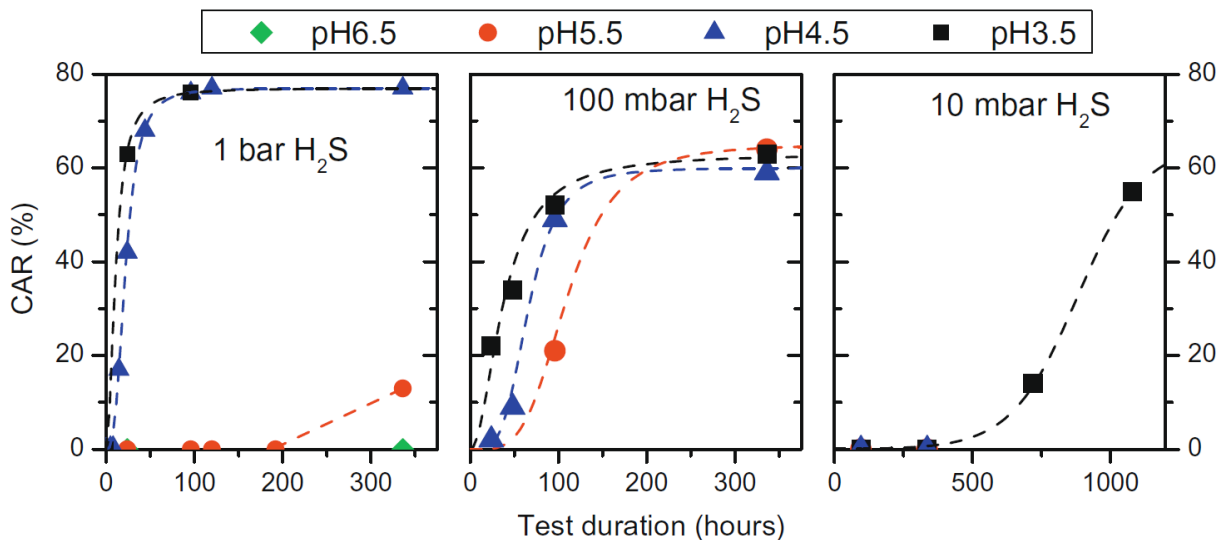 pH6.5 pH5.5 pH4.5 pH3.5
80 80
60 60
40 40
20 20
0 0
1 bar H₂S
100 mbar H₂S
10 mbar H₂S
CAR (%)
0 100 200 300 0 100 200 300 0 500 1000
Test duration (hours)